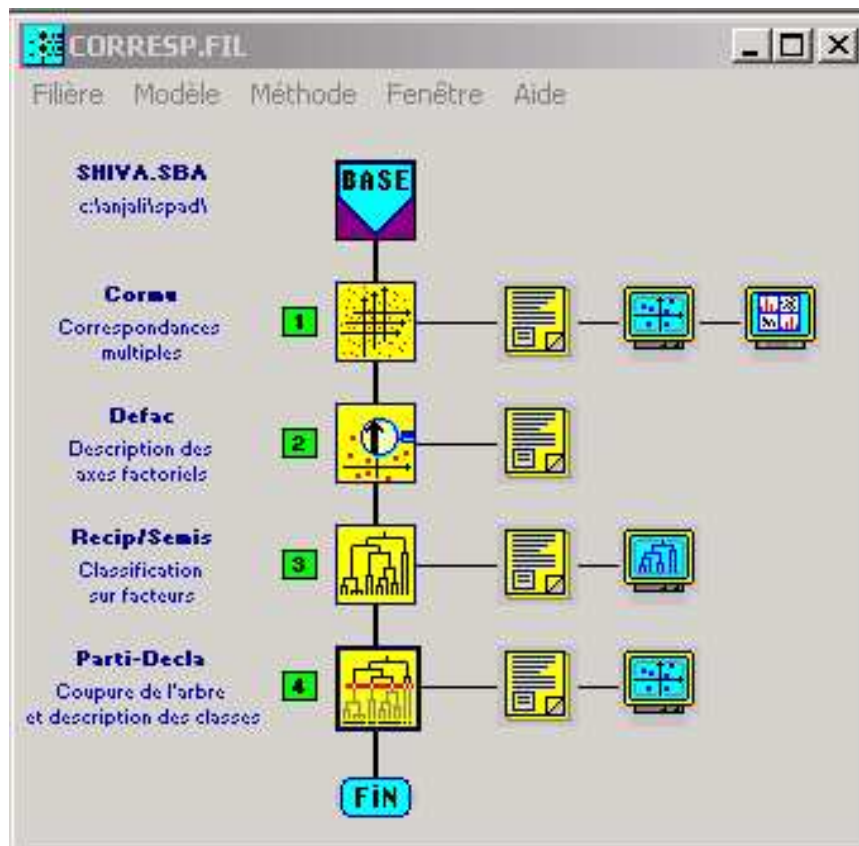 CORRESP.FIL
Filière Modèle Méthode Fenêtre Aide
SHIVA.SBA
c:\anjali\spad\
BASE
Cormu
Correspondances
multiples
1
Defac
Description des
axes factoriels
2
Recip/Semis
Classification
sur facteurs
3
Parti-Decla
Coupure de l'arbre
et description des classes
4
FIN